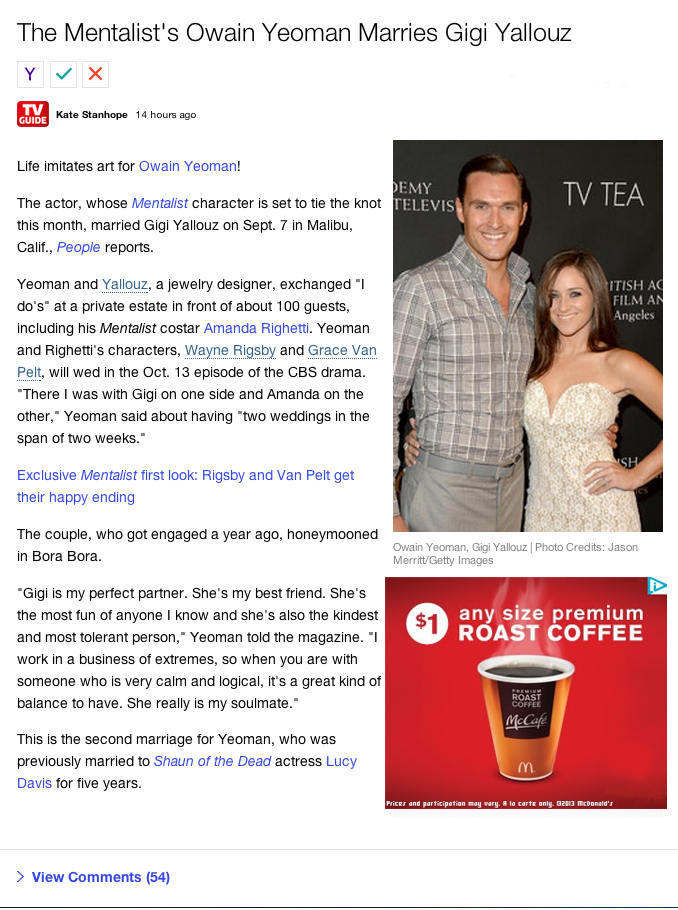 The Mentalist's Owain Yeoman Marries Gigi Yallouz
Y
TV
GUIDE
Kate Stanhope 14 hours ago
Life imitates art for Owain Yeoman!
The actor, whose Mentalist character is set to tie the knot
this month, married Gigi Yallouz on Sept. 7 in Malibu,
Calif., People reports.
Yeoman and Yallouz, a jewelry designer, exchanged "I
do's" at a private estate in front of about 100 guests,
including his Mentalist costar Amanda Righetti. Yeoman
and Righetti's characters, Wayne Rigsby and Grace Van
Pelt, will wed in the Oct. 13 episode of the CBS drama.
"There I was with Gigi on one side and Amanda on the
other," Yeoman said about having "two weddings in the
span of two weeks."
Exclusive Mentalist first look: Rigsby and Van Pelt get
their happy ending
The couple, who got engaged a year ago, honeymooned
in Bora Bora.
"Gigi is my perfect partner. She's my best friend. She's
the most fun of anyone I know and she's also the kindest
and most tolerant person," Yeoman told the magazine. "I
work in a business of extremes, so when you are with
someone who is very calm and logical, it's a great kind of
balance to have. She really is my soulmate."
This is the second marriage for Yeoman, who was
previously married to Shaun of the Dead actress Lucy
Davis for five years.
DEMY
TELEVIS
TV TEA
ITISH AC
FILM AN
Angeles
ISH
Owain Yeoman, Gigi Yallouz | Photo Credits: Jason
Merritt/Getty Images
$1 any size premium
ROAST COFFEE
PREMIUM
ROAST
COFFEE
McCafé
Prices and participation may vary. A la carte only. ©2013 McDonald's
View Comments (54)